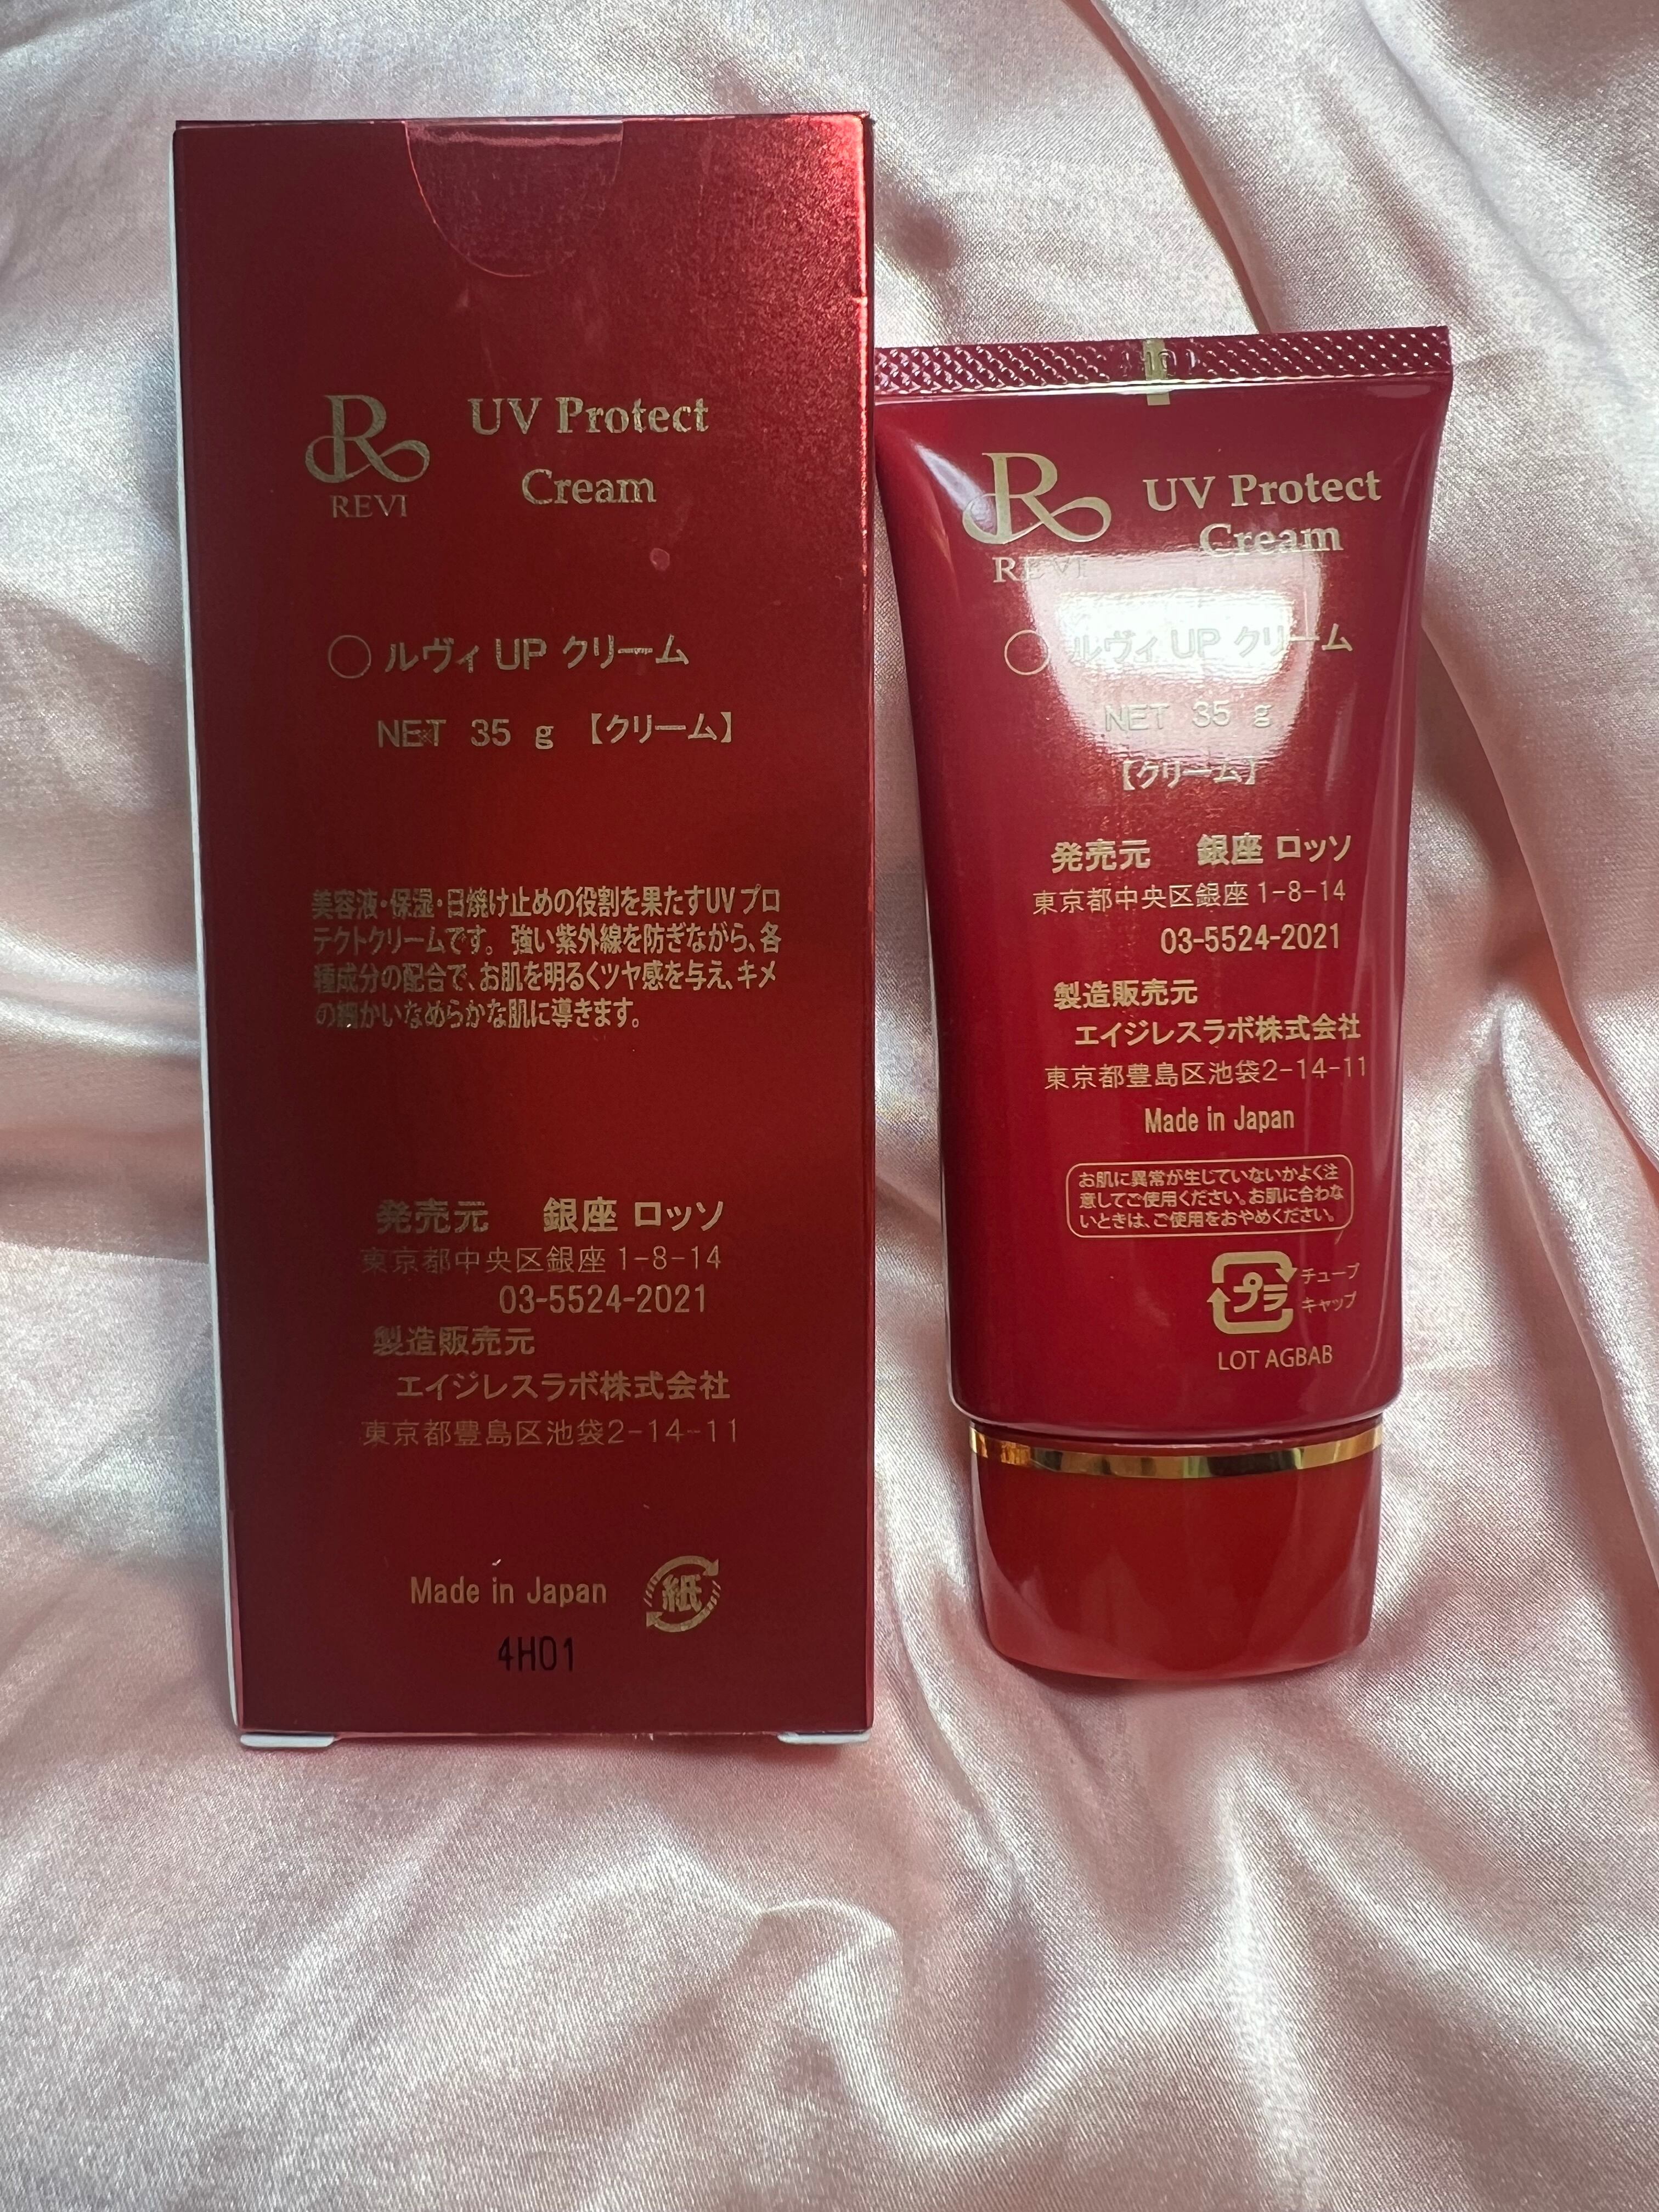 R
REVI
UV Protect
Cream
○ ルヴィ UP クリーム
NET 35 g 【クリーム】
美容液・保湿・日焼け止めの役割を果たすUVプロ
テクトクリームです。強い紫外線を防ぎながら、各
種成分の配合で、お肌を明るくツヤ感を与え、キメ
の細かいなめらかな肌に導きます。
発売元 銀座 ロッソ
東京都中央区銀座 1-8-14
03-5524-2021
製造販売元
エイジレスラボ株式会社
東京都豊島区池袋2-14-11
Made in Japan
紙
4H01
R
REVI
UV Protect
Cream
○ ルヴィ UP クリーム
NET 35 g
【クリーム】
発売元 銀座 ロッソ
東京都中央区銀座 1-8-14
03-5524-2021
製造販売元
エイジレスラボ株式会社
東京都豊島区池袋2-14-11
Made in Japan
お肌に異常が生じていないかよく注
意してご使用ください。お肌に合わな
いときは、ご使用をおやめください。
プラ
チューブ
キャップ
LOT AGBAB